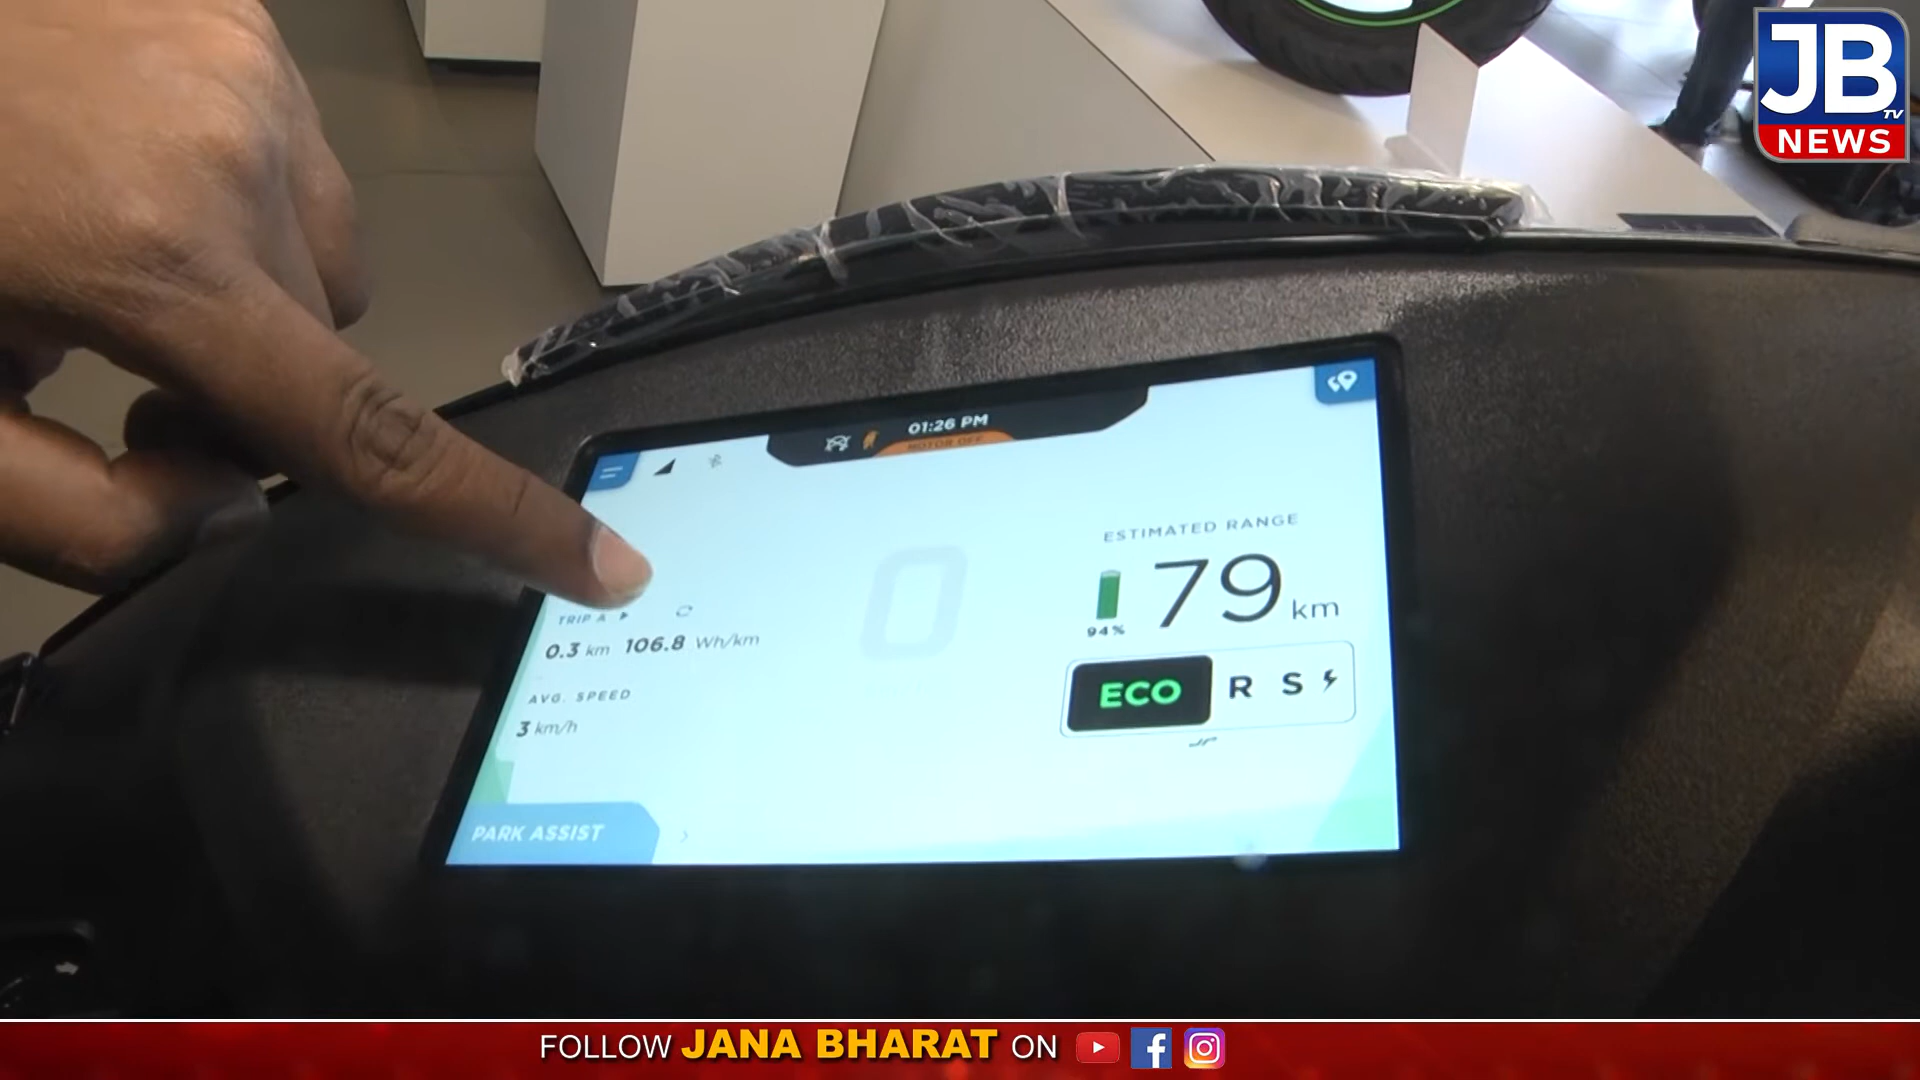 JB
TV
NEWS
01:26 PM
MOTOR OFF
ESTIMATED RANGE
79 km
94%
0
TRIP A
0.3 km 106.8 Wh/km
AVG. SPEED
3 km/h
ECO R S
PARK ASSIST
FOLLOW JANA BHARAT ON